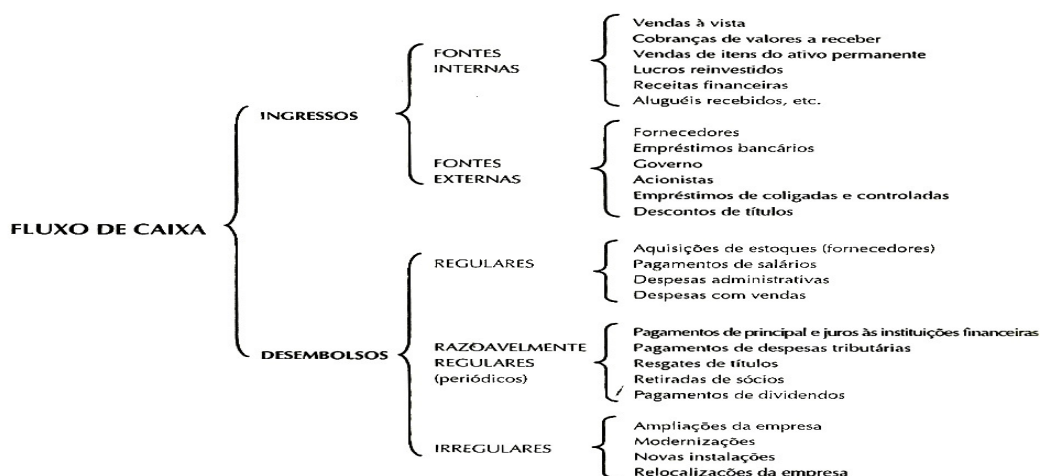 FLUXO DE CAIXA
INGRESSOS
FONTES
INTERNAS
Vendas à vista
Cobranças de valores a receber
Vendas de itens do ativo permanente
Lucros reinvestidos
Receitas financeiras
Aluguéis recebidos, etc.
FONTES
EXTERNAS
Fornecedores
Empréstimos bancários
Governo
Acionistas
Empréstimos de coligadas e controladas
Descontos de títulos
DESEMBOLSOS
REGULARES
Aquisições de estoques (fornecedores)
Pagamentos de salários
Despesas administrativas
Despesas com vendas
RAZOAVELMENTE
REGULARES
(periódicos)
Pagamentos de principal e juros às instituições financeiras
Pagamentos de despesas tributárias
Resgates de títulos
Retiradas de sócios
Pagamentos de dividendos
IRREGULARES
Ampliações da empresa
Modernizações
Novas instalações
Relocalizações da empresa